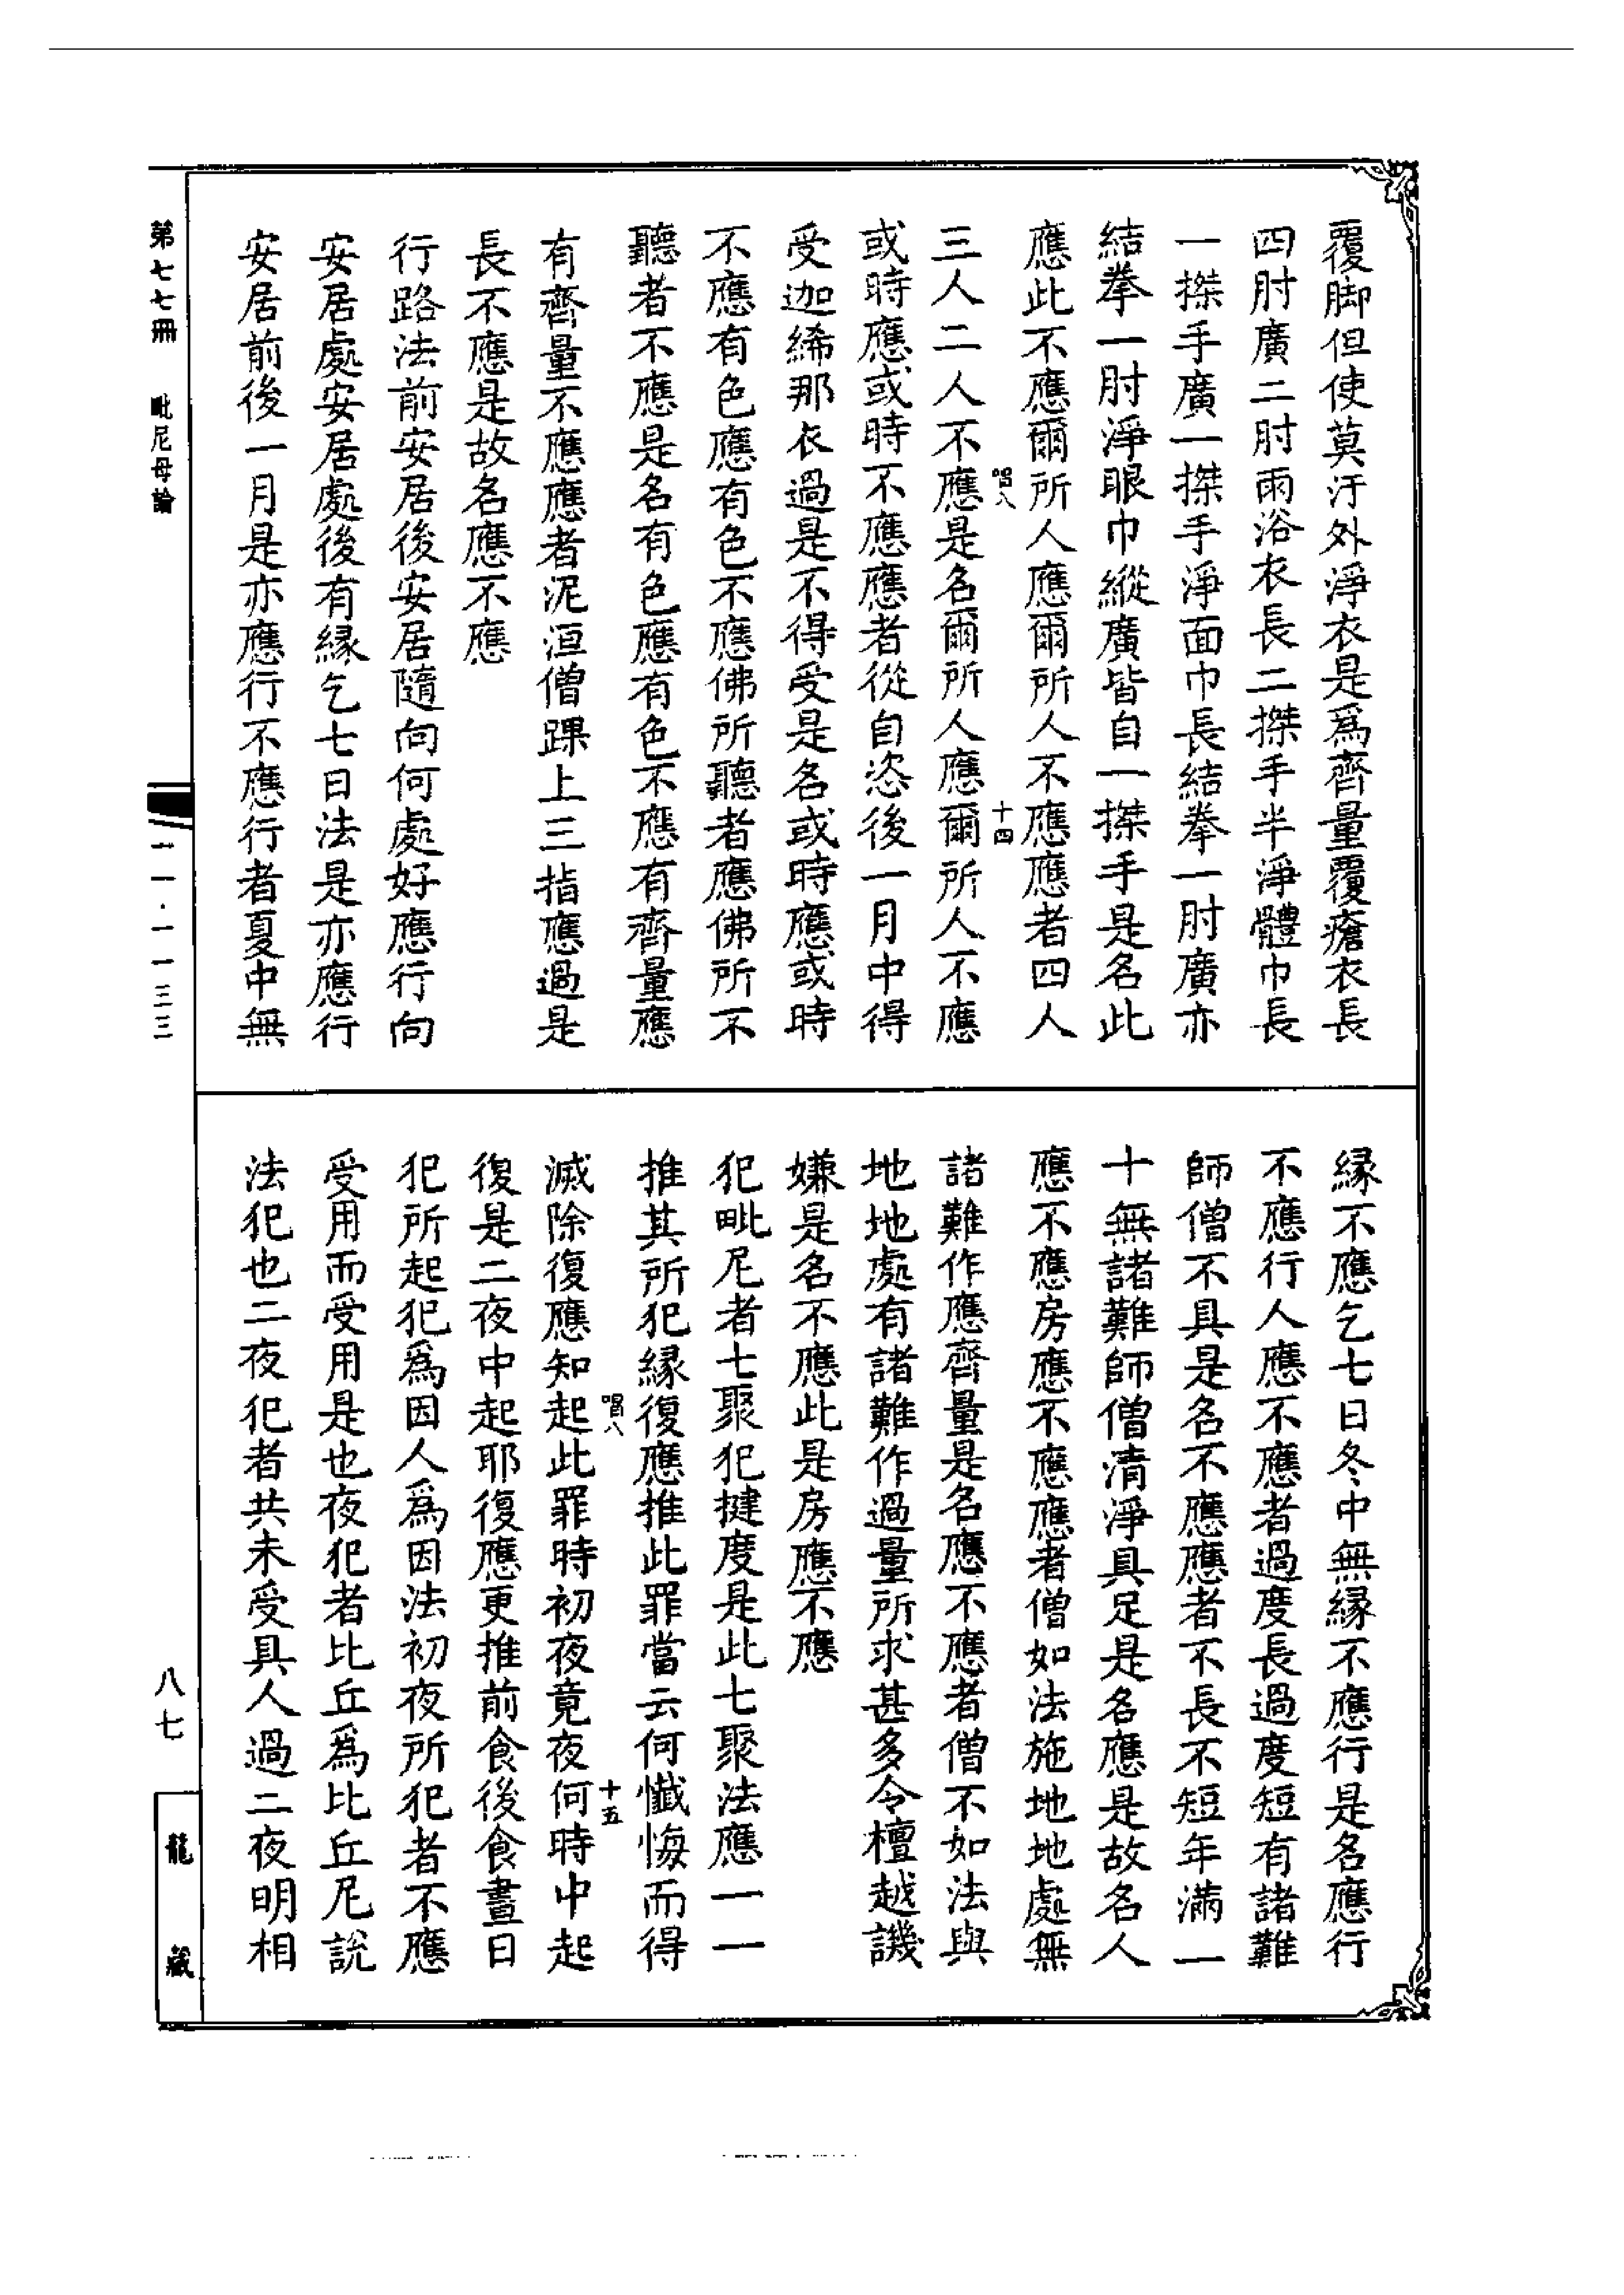 覆脚但使莫汙外淨衣是爲齊量覆瘡衣長
四肘廣二肘雨浴衣長二搩手半淨體巾長
一搩手廣一搩手淨面巾長結拳一肘廣亦
結拳一肘淨眼巾縱廣皆自一搩手是名此
應此不應爾所人應爾所人不應應者四人
唱八
十四
三人二人不應是名爾所人應爾所人不應
或時應或時不應應者從自恣後一月中得
受迦絺那衣過是不得受是名或時應或時
不應有色應有色不應佛所聽者應佛所不
聽者不應是名有色應有色不應有齊量應
有齊量不應應者泥洹僧踝上三指應過是
長不應是故名應不應
行路法前安居後安居隨向何處好應行向
安居處安居處後有緣乞七日法是亦應行
安居前後一月是亦應行不應行者夏中無
緣不應乞七日冬中無緣不應行是名應行
不應行人應不應者過度長過度短有諸難
師僧不具是名不應應者不長不短年滿一
十無諸難師僧清淨具足是名應是故名人
應不應房應不應應者僧如法施地地處無
諸難作應齊量是名應不應者僧不如法與
地地處有諸難作過量所求甚多令檀越譏
嫌是名不應此是房應不應
犯毗尼者七聚犯揵度是此七聚法應一一
推其所犯緣復應推此罪當云何懺悔而得
唱八
十五
滅除復應知起此罪時初夜竟夜何時中起
復是二夜中起耶復應更推前食後食晝日
犯所起犯爲因人爲因法初夜所犯者不應
受用而受用是也夜犯者比丘爲比丘尼說
法犯也二夜犯者共未受具人過二夜明相
第七七冊
毗尼母論
一一一·一一三三
八七
龍藏